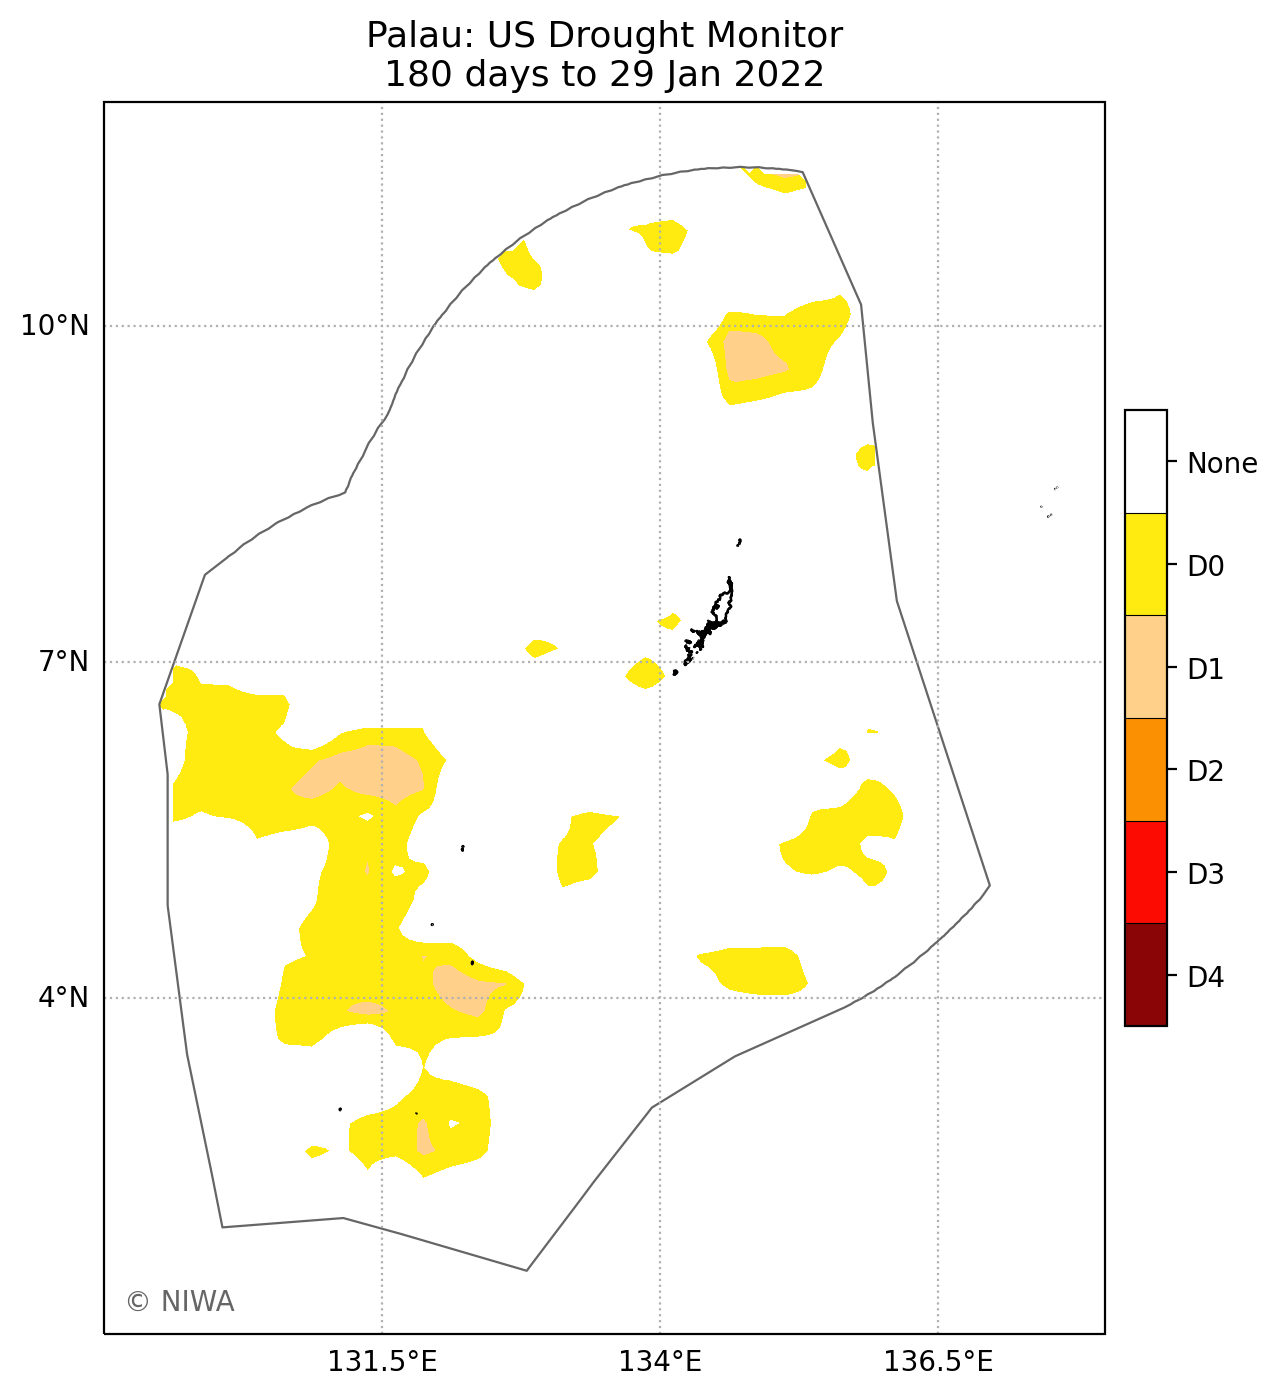 Palau: US Drought Monitor
180 days to 29 Jan 2022
10°N
7°N
4°N
131.5°E
134°E
136.5°E
None
D0
D1
D2
D3
D4
© NIWA